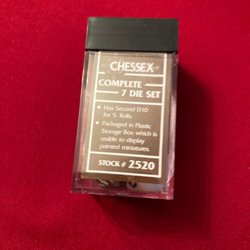 CHESSEX
COMPLETE
7 DIE SET
• Has Second D10
for % Rolls.
• Packaged in Plastic
Storage Box which is
usable to display
painted miniatures.
STOCK # 2520